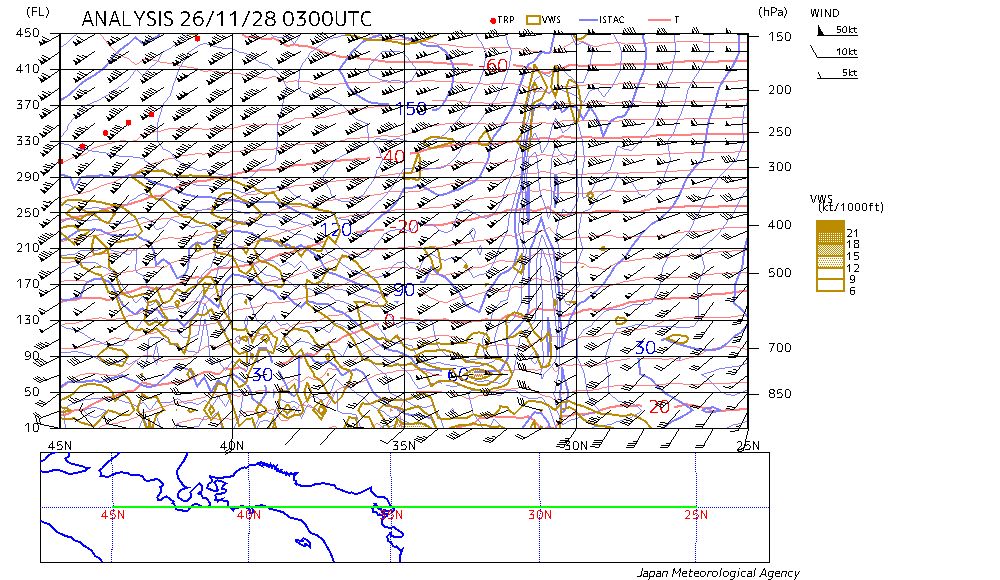 (FL) ANALYSIS 26/11/28 0300UTC TRP VWS ISTAC T (hPa) WIND
50kt
10kt
5kt
450 150
410 -60
370 150 200
330 250
-40
290 300
250
-20 400
210 120
170 90 500
130 0
90 30 700
50 30 60 850
20
10
45N 40N 35N 30N 25N
VWS
(kt/1000ft)
21
18
15
12
9
6
45N 40N 35N 30N 25N
Japan Meteorological Agency